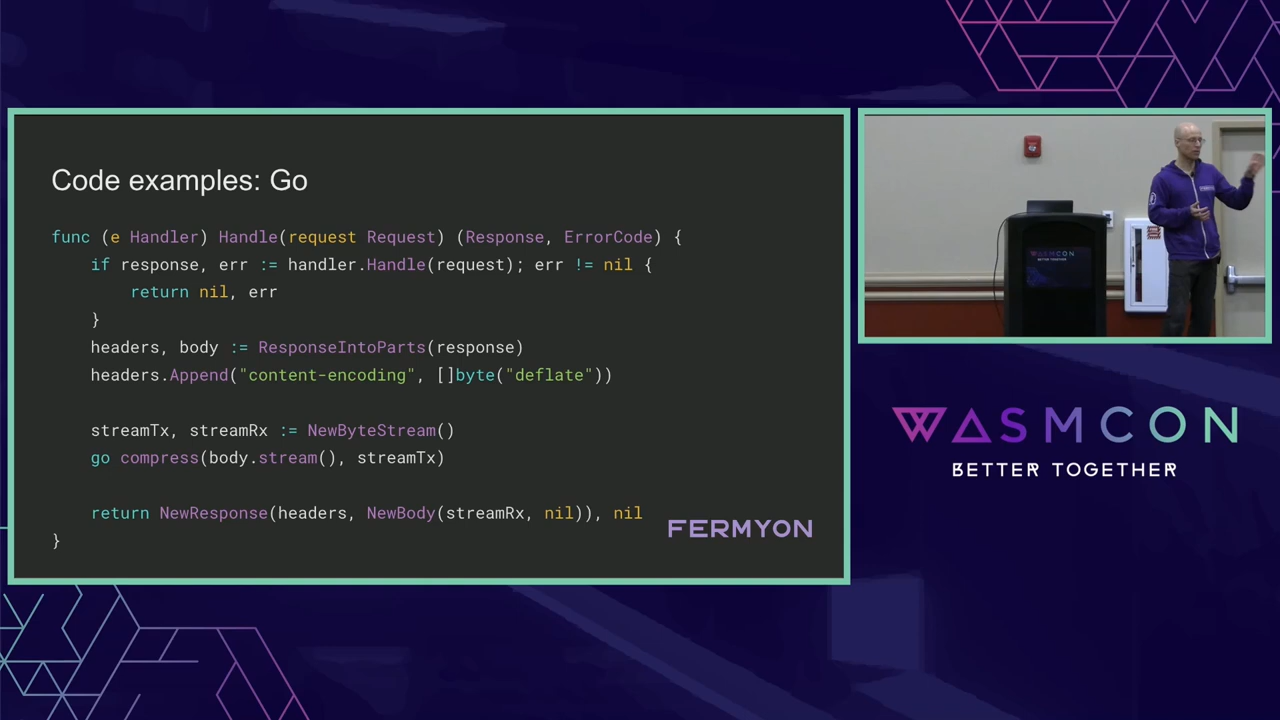 Code examples: Go
func (e Handler) Handle(request Request) (Response, ErrorCode) {
    if response, err := handler.Handle(request); err != nil {
        return nil, err
    }
    headers, body := ResponseIntoParts(response)
    headers.Append("content-encoding", []byte("deflate"))
    streamTx, streamRx := NewByteStream()
    go compress(body.stream(), streamTx)
    return NewResponse(headers, NewBody(streamRx, nil)), nil
}
FERMYON
WASMCON
BETTER TOGETHER
WASMCON